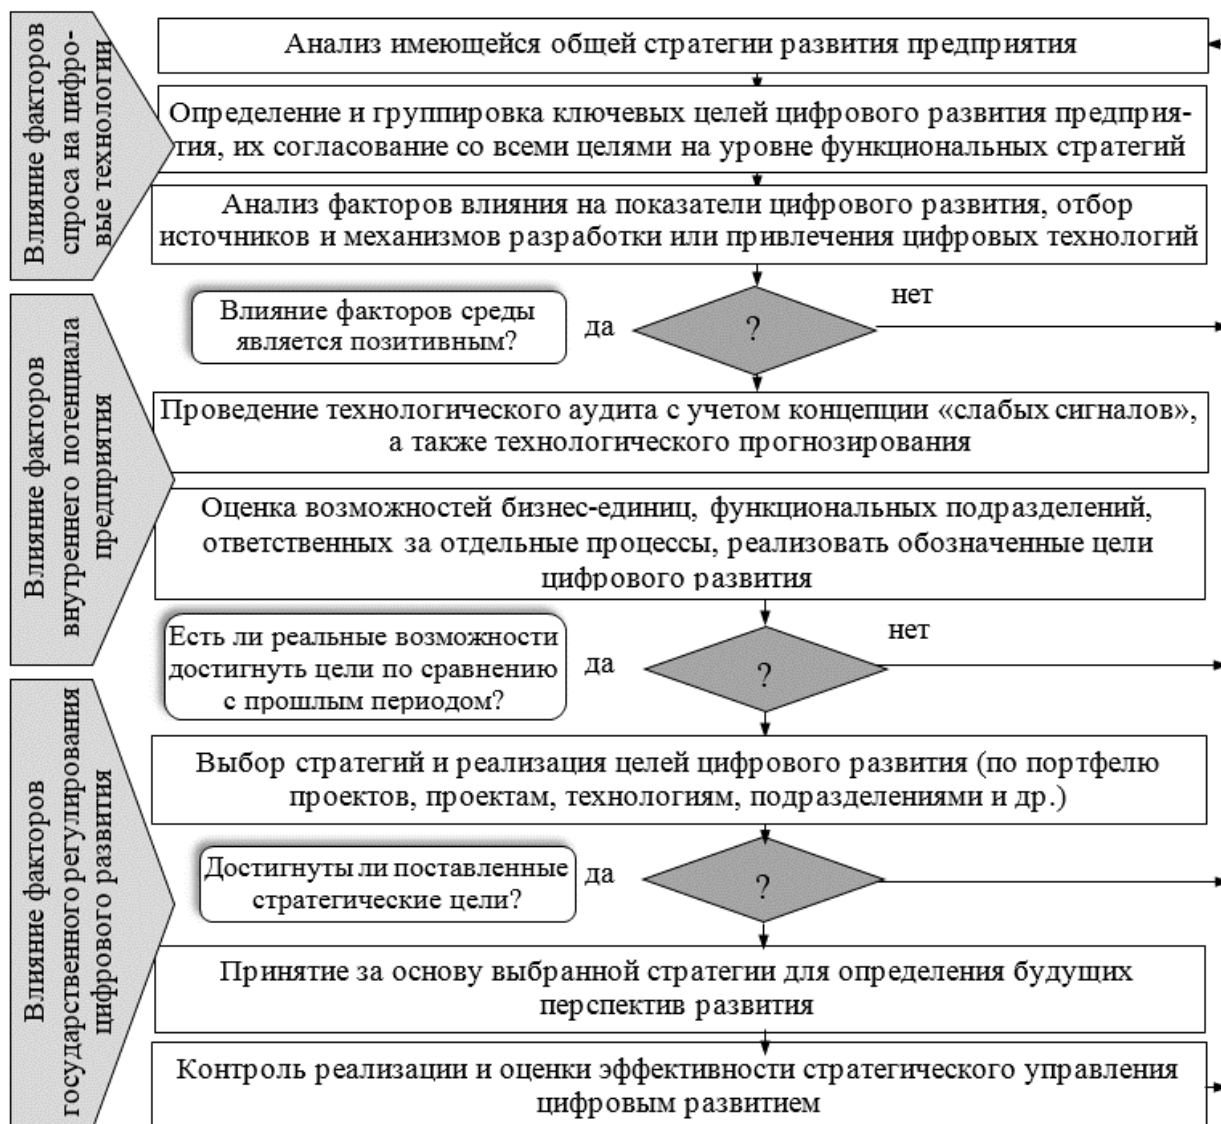 Влияние факторов
спроса на цифро-
вые технологии
Анализ имеющейся общей стратегии развития предприятия
Определение и группировка ключевых целей цифрового развития предприя-
тия, их согласование со всеми целями на уровне функциональных стратегий
Анализ факторов влияния на показатели цифрового развития, отбор
источников и механизмов разработки или привлечения цифровых технологий
Влияние факторов
внутреннего потенциала
предприятия
Влияние факторов среды
является позитивным?
да
?
нет
Проведение технологического аудита с учетом концепции «слабых сигналов»,
а также технологического прогнозирования
Оценка возможностей бизнес-единиц, функциональных подразделений,
ответственных за отдельные процессы, реализовать обозначенные цели
цифрового развития
Есть ли реальные возможности
достигнуть цели по сравнению
с прошлым периодом?
да
?
нет
Влияние факторов
государственного регулирования
цифрового развития
Выбор стратегий и реализация целей цифрового развития (по портфелю
проектов, проектам, технологиям, подразделениями и др.)
Достигнуты ли поставленные
стратегические цели?
да
?
Принятие за основу выбранной стратегии для определения будущих
перспектив развития
Контроль реализации и оценки эффективности стратегического управления
цифровым развитием